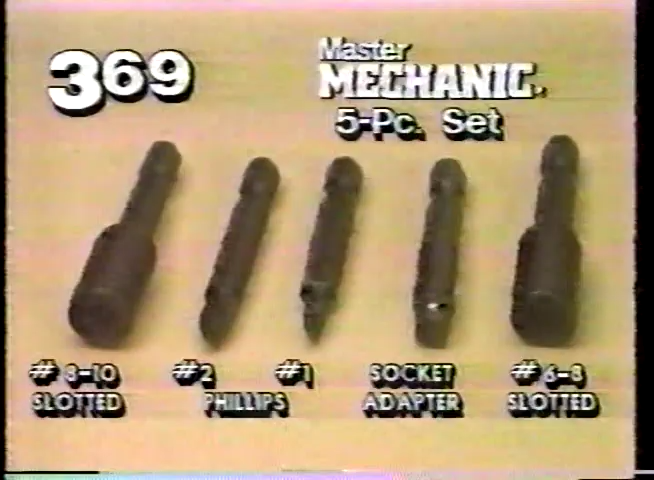 369
Master
MECHANIC.
5-Pc. Set
# 8-10
SLOTTED
#2 #1
PHILLIPS
SOCKET
ADAPTER
# 6-8
SLOTTED